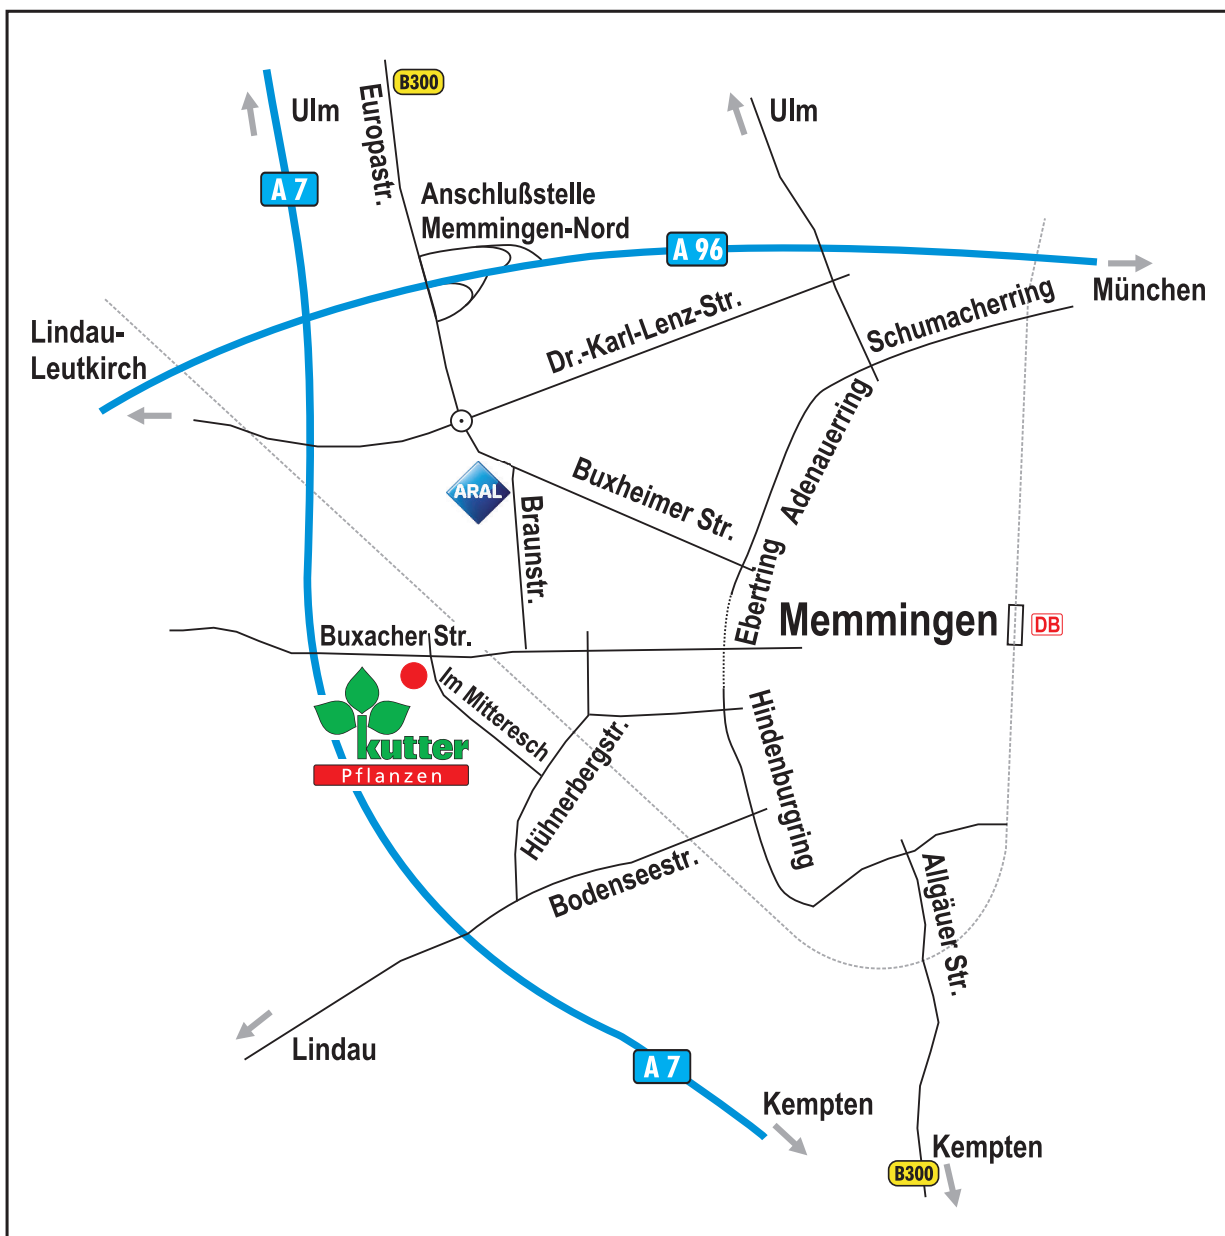 B300
Ulm
Europastr.
Ulm
A 7
Anschlußstelle
Memmingen-Nord
A 96
München
Lindau-
Leutkirch
Dr.-Karl-Lenz-Str.
Schumacherring
Adenauerring
Buxheimer Str.
ARAL
Braunstr.
Ebertring
Memmingen
DB
Buxacher Str.
Im Mitteresch
kutter
Pflanzen
Hühnerbergstr.
Hindenburgring
Bodenseestr.
Allgäuer Str.
Lindau
A 7
Kempten
Kempten
B300